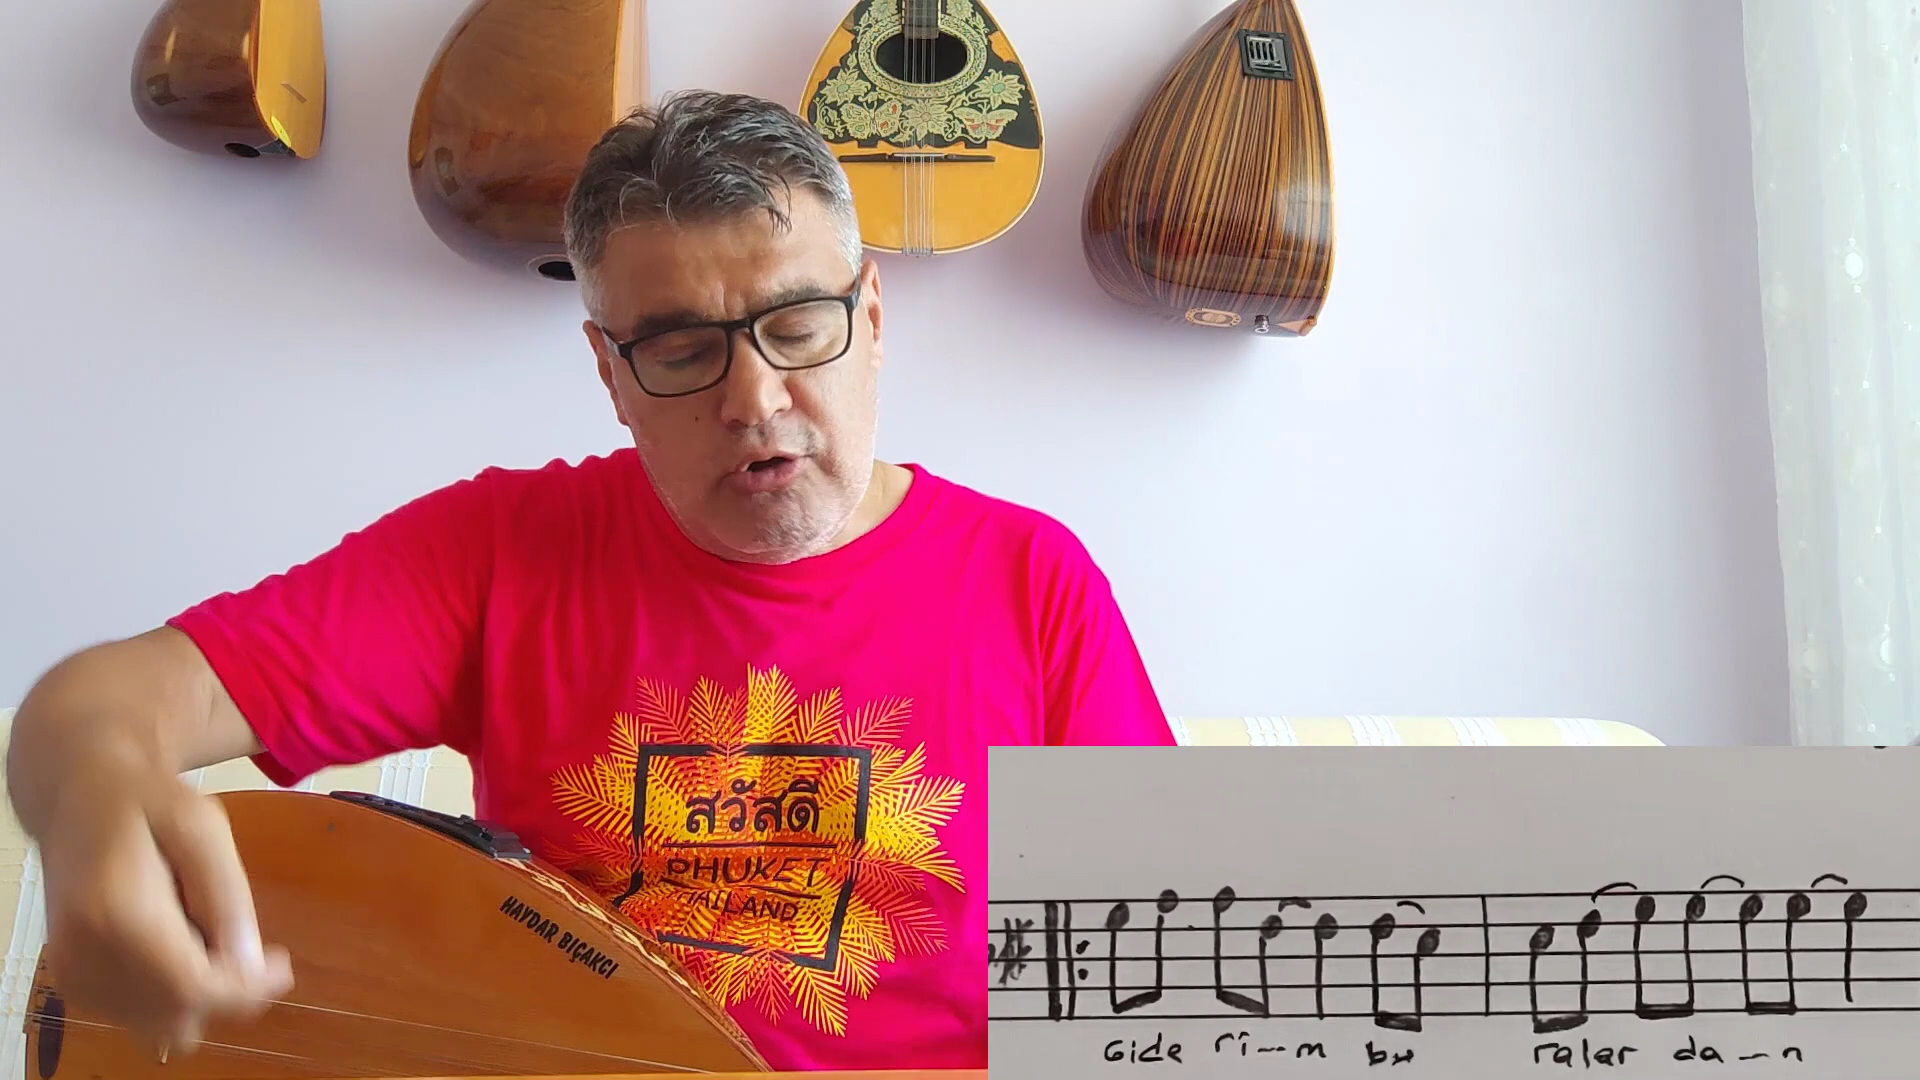 สวัสดี
PHUKET
THAILAND
HAYDAR BIÇAKCI
Gide ri--m bu ralar da--n